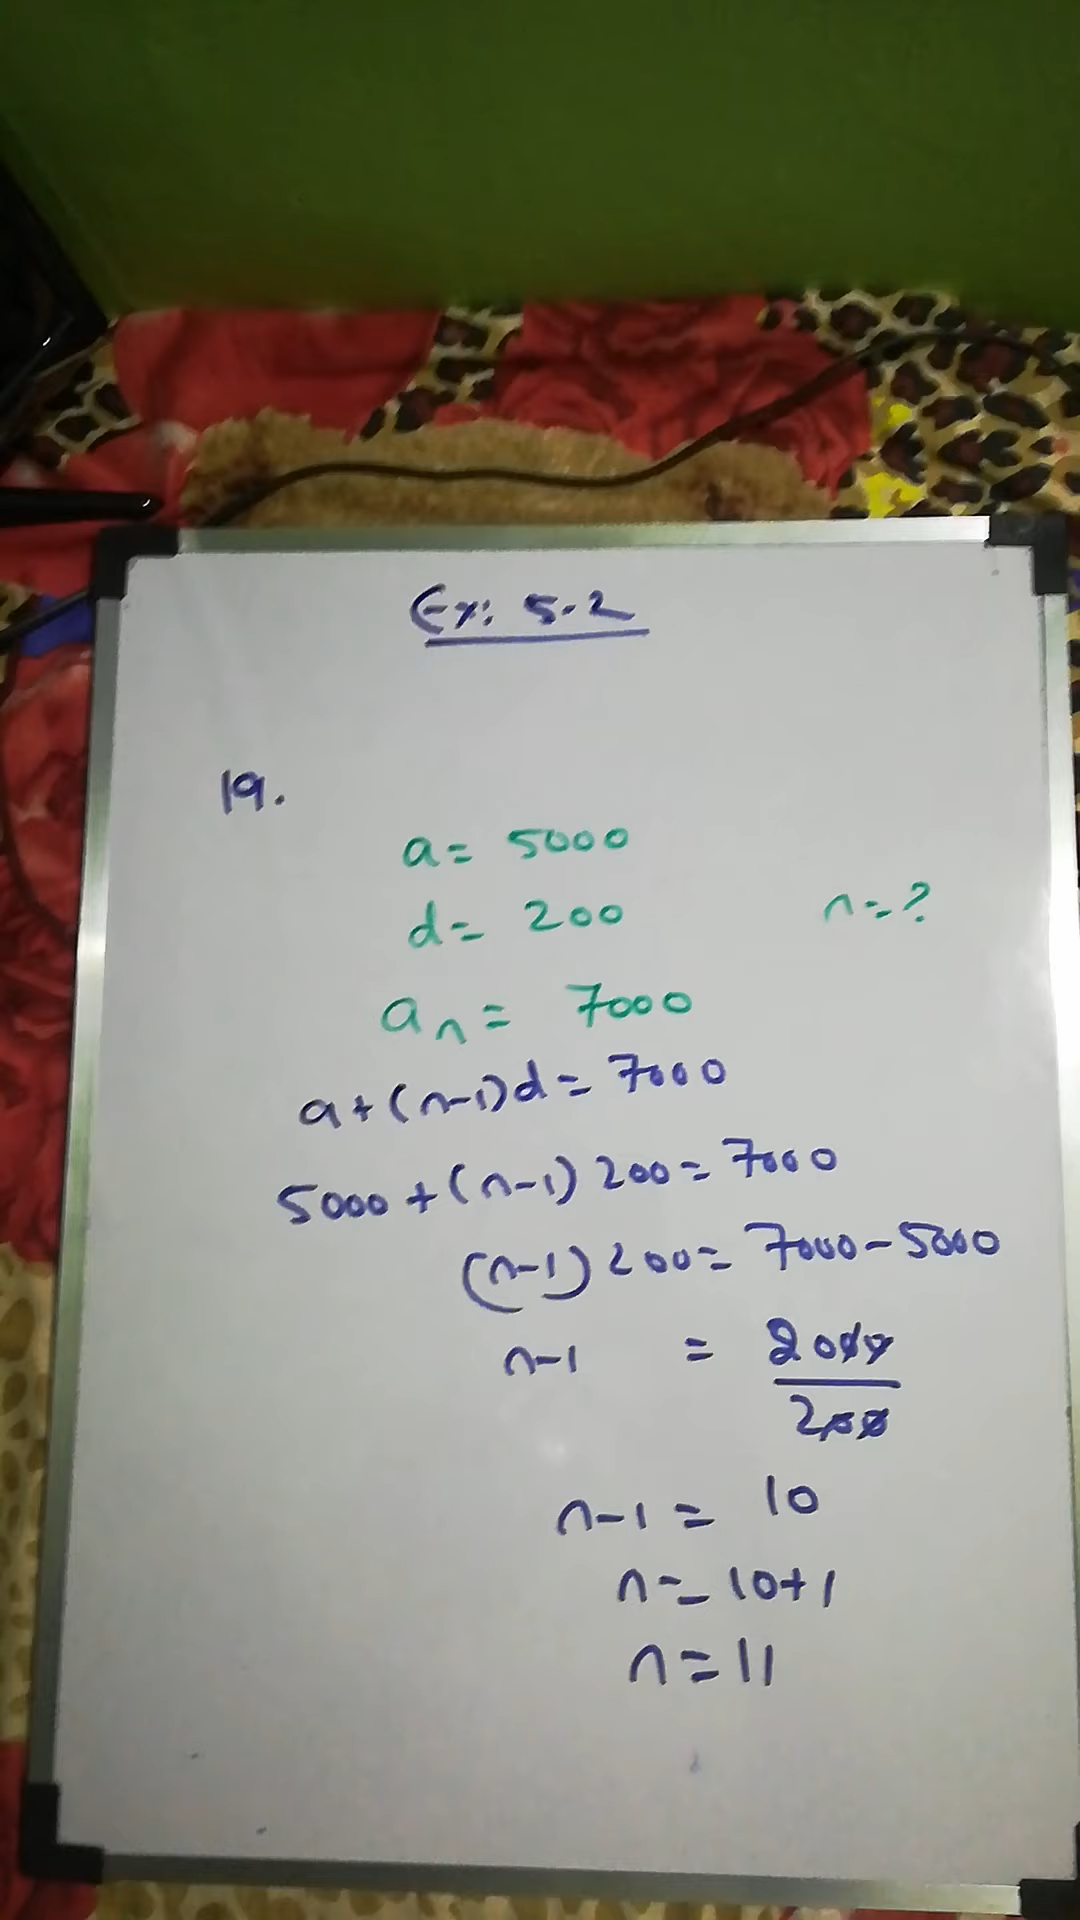 Ex: 5.2
19.
a = 5000
d = 200 n = ?
an = 7000
a + (n-1)d = 7000
5000 + (n-1) 200 = 7000
(n-1) 200 = 7000 - 5000
n-1 = 2000/200
n-1 = 10
n = 10+1
n = 11